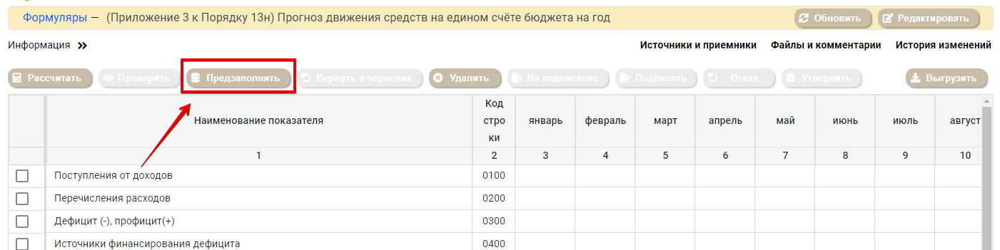 Формуляры — (Приложение 3 к Порядку 13н) Прогноз движения средств на едином счёте бюджета на год Обновить Редактировать
Информация Источники и приемники Файлы и комментарии История изменений
Рассчитать Проверить Предзаполнить Вернуть в черновик Удалить На подписание Подписать Отказ Утвердить Выгрузить
Наименование показателя Код стро ки январь февраль март апрель май июнь июль август
1 2 3 4 5 6 7 8 9 10
Поступления от доходов 0100
Перечисления расходов 0200
Дефицит (-), профицит(+) 0300
Источники финансирования дефицита 0400